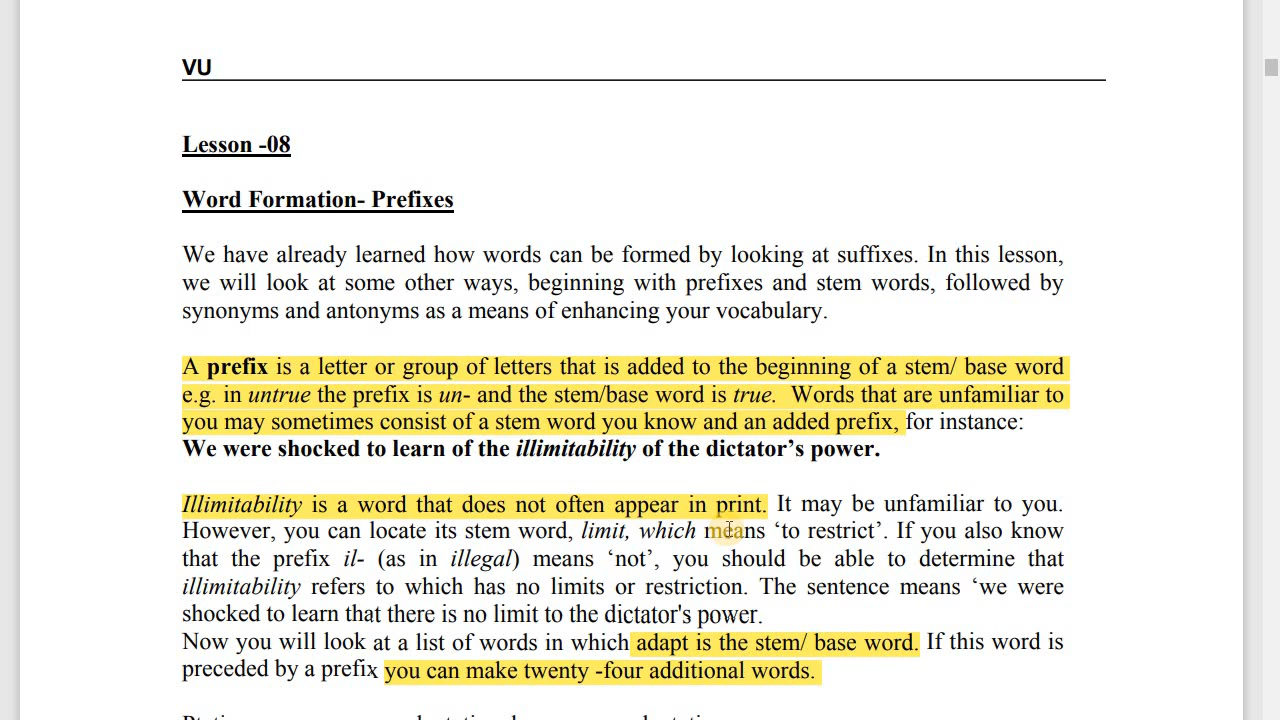 VU
Lesson -08
Word Formation- Prefixes
We have already learned how words can be formed by looking at suffixes. In this lesson,
we will look at some other ways, beginning with prefixes and stem words, followed by
synonyms and antonyms as a means of enhancing your vocabulary.
A prefix is a letter or group of letters that is added to the beginning of a stem/ base word
e.g. in untrue the prefix is un- and the stem/base word is true. Words that are unfamiliar to
you may sometimes consist of a stem word you know and an added prefix, for instance:
We were shocked to learn of the illimitability of the dictator’s power.
Illimitability is a word that does not often appear in print. It may be unfamiliar to you.
However, you can locate its stem word, limit, which means ‘to restrict’. If you also know
that the prefix il- (as in illegal) means ‘not’, you should be able to determine that
illimitability refers to which has no limits or restriction. The sentence means ‘we were
shocked to learn that there is no limit to the dictator's power.
Now you will look at a list of words in which adapt is the stem/ base word. If this word is
preceded by a prefix you can make twenty -four additional words.